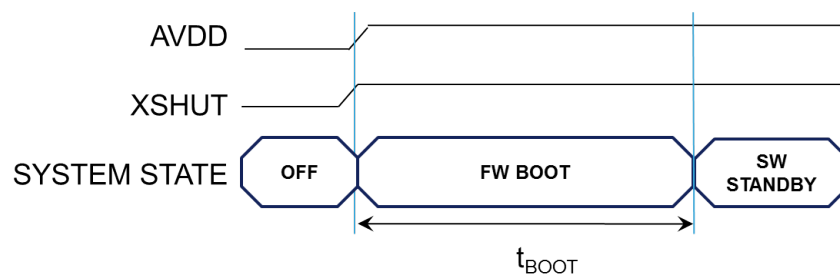 AVDD
XSHUT
SYSTEM STATE
OFF
FW BOOT
SW
STANDBY
tBOOT